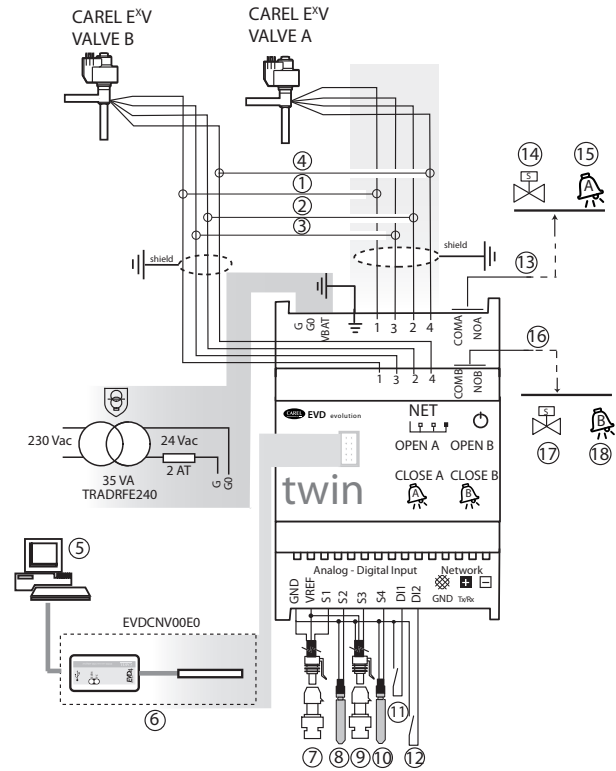 CAREL EXV
VALVE B
CAREL EXV
VALVE A
4
1
2
3
14
15
S
A
shield
shield
13
G
G0
VBAT
1
3
2
4
COMA
NOA
16
1
3
2
4
COMB
NOB
S
B
17
18
CAREL EVD evolution
NET
OPEN A OPEN B
CLOSE A CLOSE B
A
B
twin
230 Vac
24 Vac
2 AT
35 VA
TRADRFE240
G
G0
5
EVDCNV00E0
6
Analog - Digital Input
Network
GND
VREF
S1
S2
S3
S4
DI1
DI2
GND
Tx/Rx
7
8
9
10
11
12